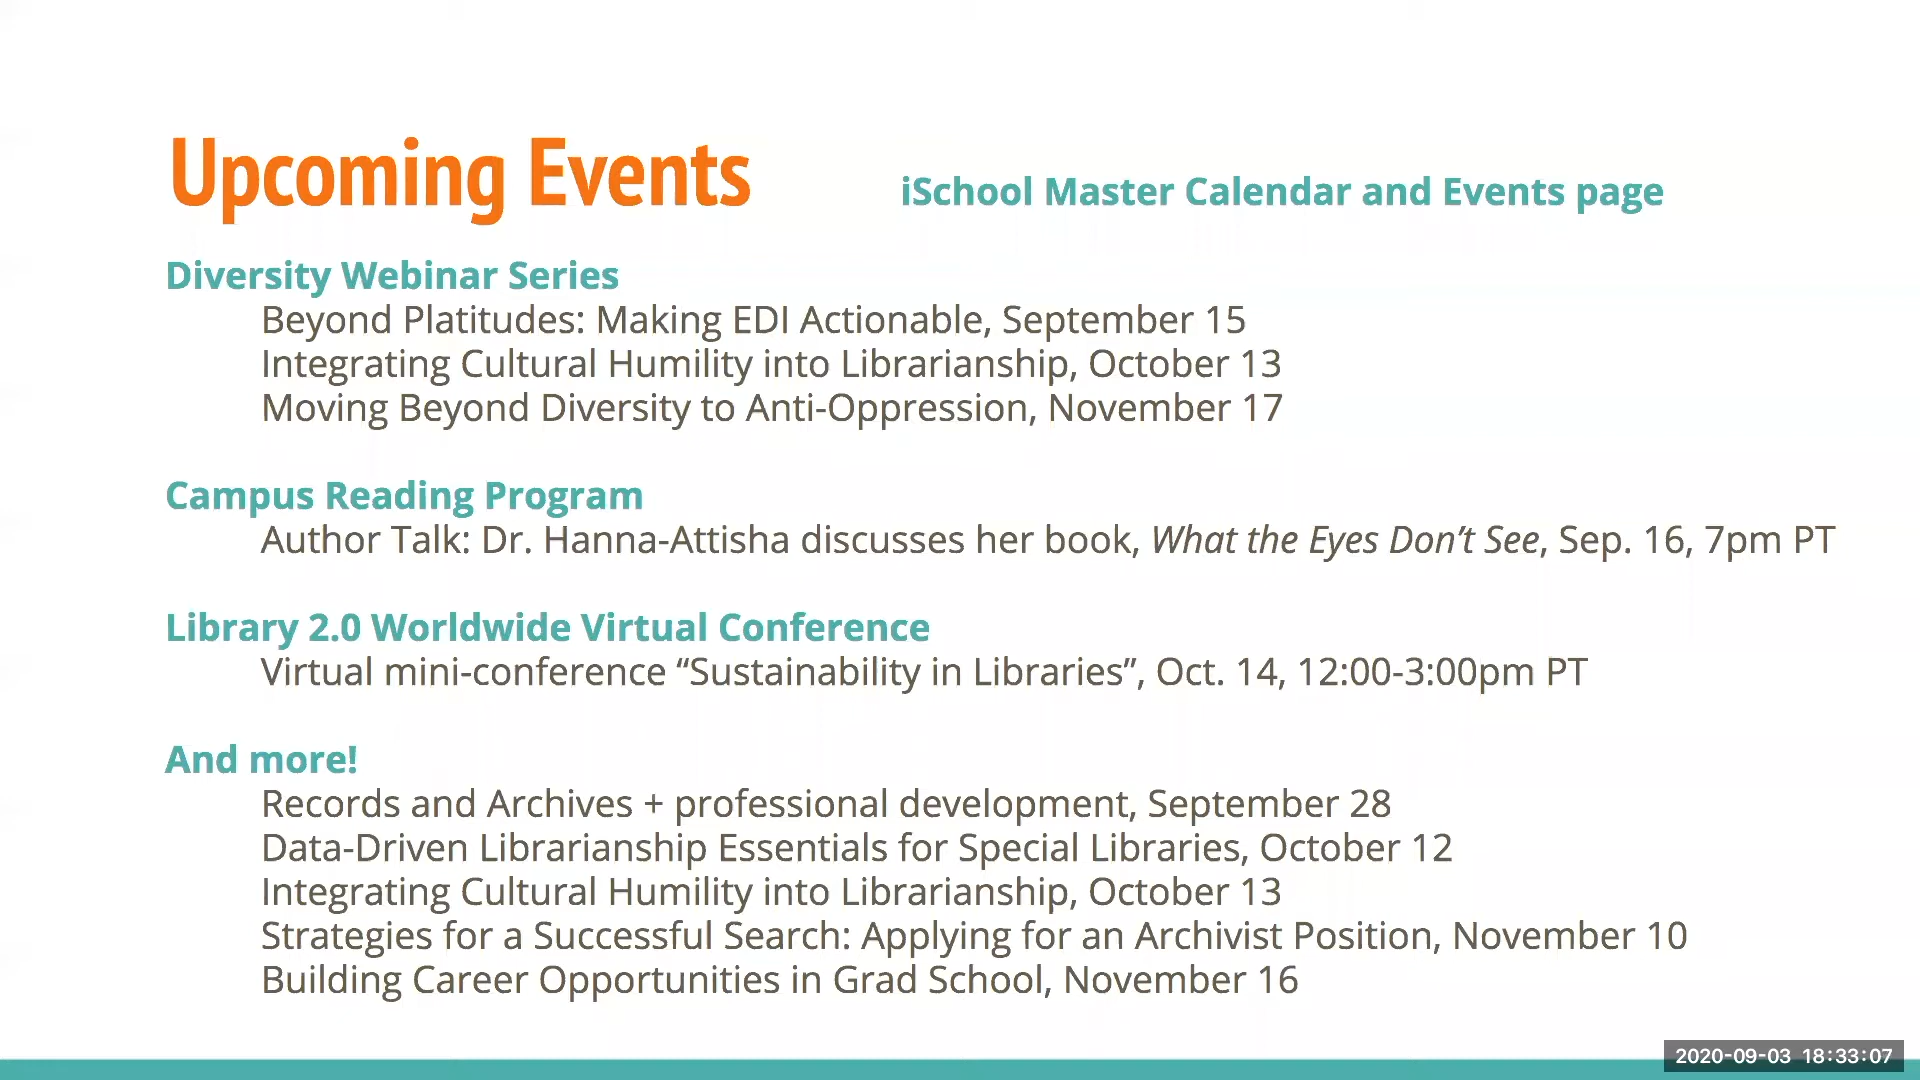 Upcoming Events
iSchool Master Calendar and Events page
Diversity Webinar Series
Beyond Platitudes: Making EDI Actionable, September 15
Integrating Cultural Humility into Librarianship, October 13
Moving Beyond Diversity to Anti-Oppression, November 17
Campus Reading Program
Author Talk: Dr. Hanna-Attisha discusses her book, What the Eyes Don’t See, Sep. 16, 7pm PT
Library 2.0 Worldwide Virtual Conference
Virtual mini-conference “Sustainability in Libraries”, Oct. 14, 12:00-3:00pm PT
And more!
Records and Archives + professional development, September 28
Data-Driven Librarianship Essentials for Special Libraries, October 12
Integrating Cultural Humility into Librarianship, October 13
Strategies for a Successful Search: Applying for an Archivist Position, November 10
Building Career Opportunities in Grad School, November 16
2020-09-03 18:33:07